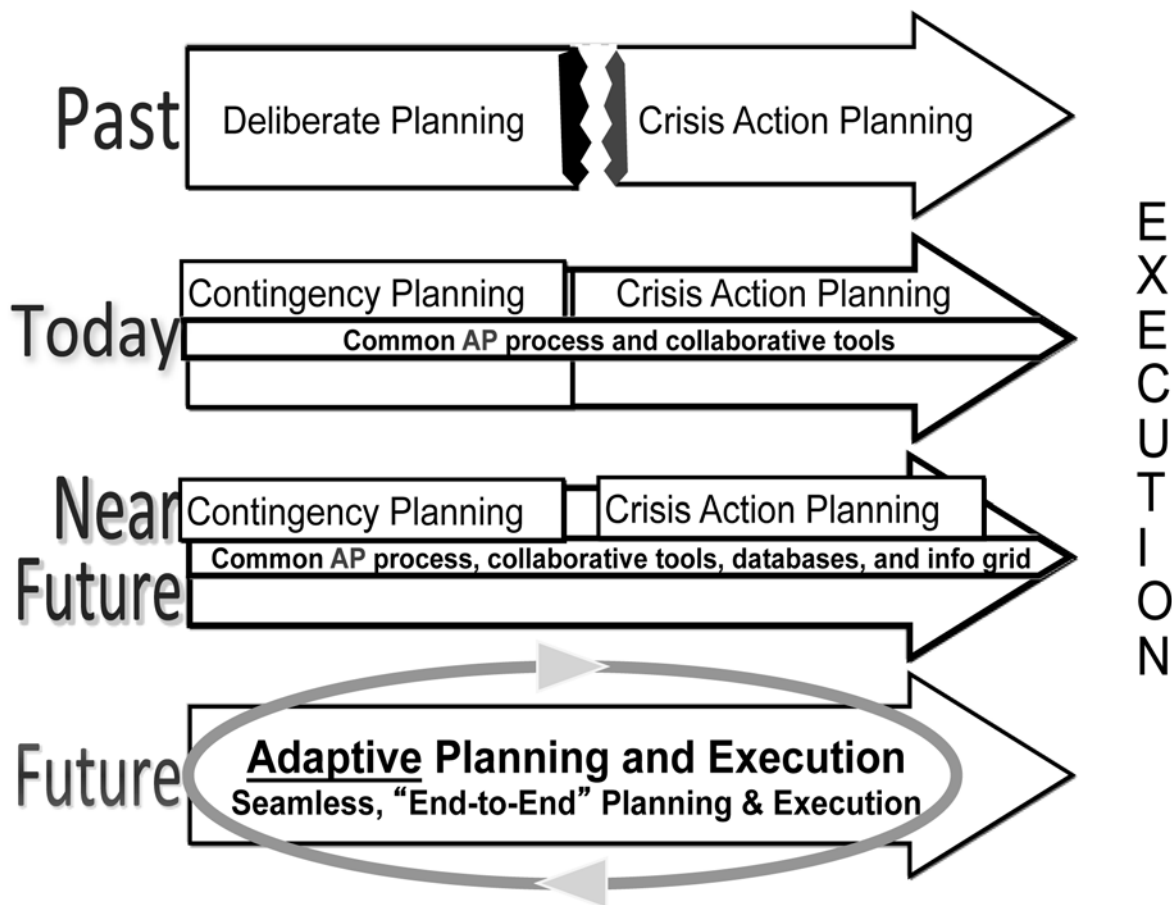 Past
Deliberate Planning
Crisis Action Planning
Today
Contingency Planning
Crisis Action Planning
Common AP process and collaborative tools
Near
Future
Contingency Planning
Crisis Action Planning
Common AP process, collaborative tools, databases, and info grid
Future
Adaptive Planning and Execution
Seamless, “End-to-End” Planning & Execution
EXECUTION